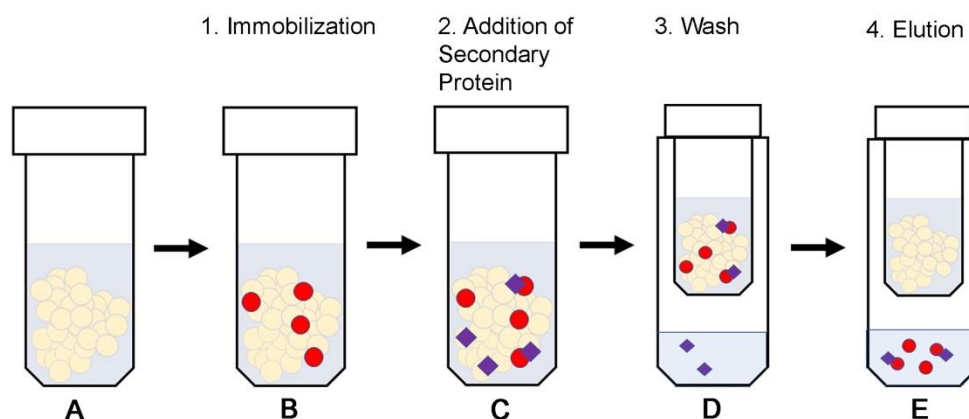 1. Immobilization
2. Addition of
Secondary
Protein
3. Wash
4. Elution
A
B
C
D
E